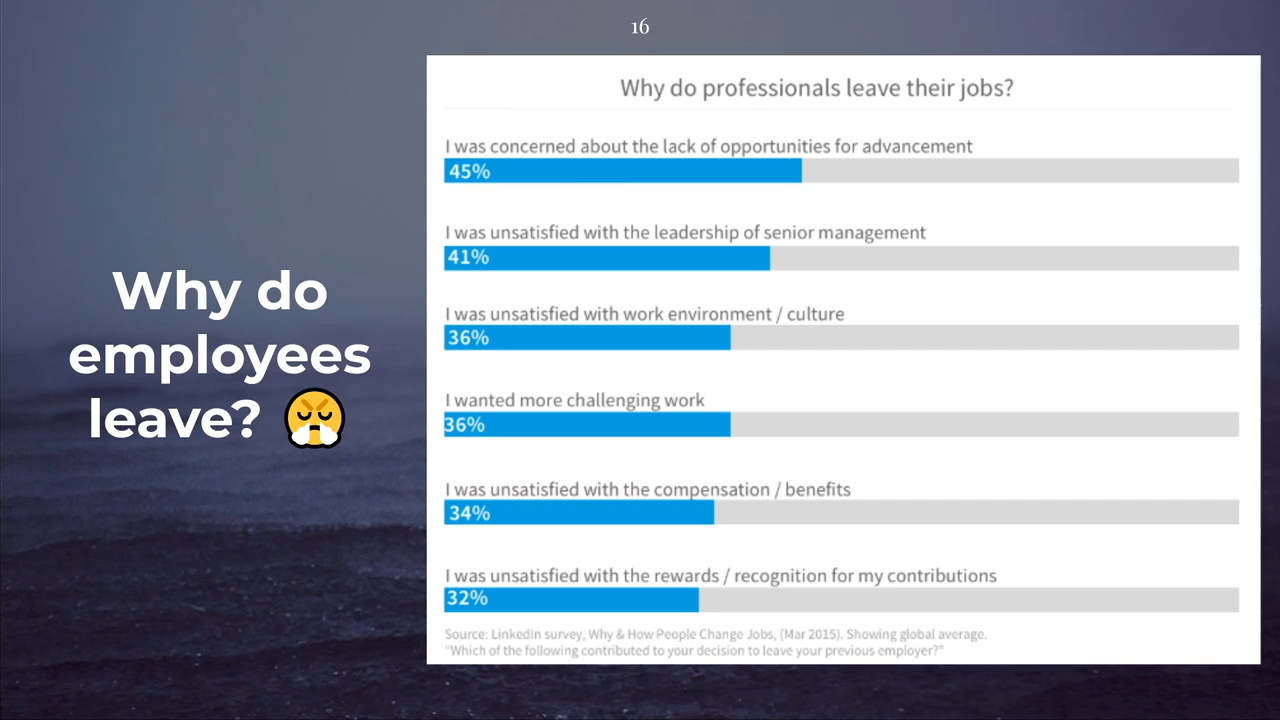 16
Why do
employees
leave?
Why do professionals leave their jobs?
I was concerned about the lack of opportunities for advancement
45%
I was unsatisfied with the leadership of senior management
41%
I was unsatisfied with work environment / culture
36%
I wanted more challenging work
36%
I was unsatisfied with the compensation / benefits
34%
I was unsatisfied with the rewards / recognition for my contributions
32%
Source: LinkedIn survey, Why & How People Change Jobs, (Mar 2015). Showing global average.
"Which of the following contributed to your decision to leave your previous employer?"